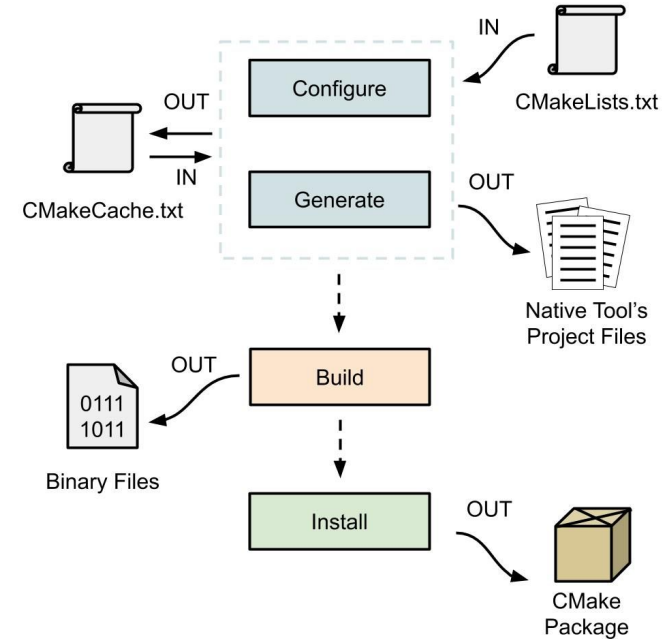 IN
CMakeLists.txt
Configure
OUT
IN
CMakeCache.txt
Generate
OUT
Native Tool's
Project Files
Build
OUT
0111
1011
Binary Files
Install
OUT
CMake
Package